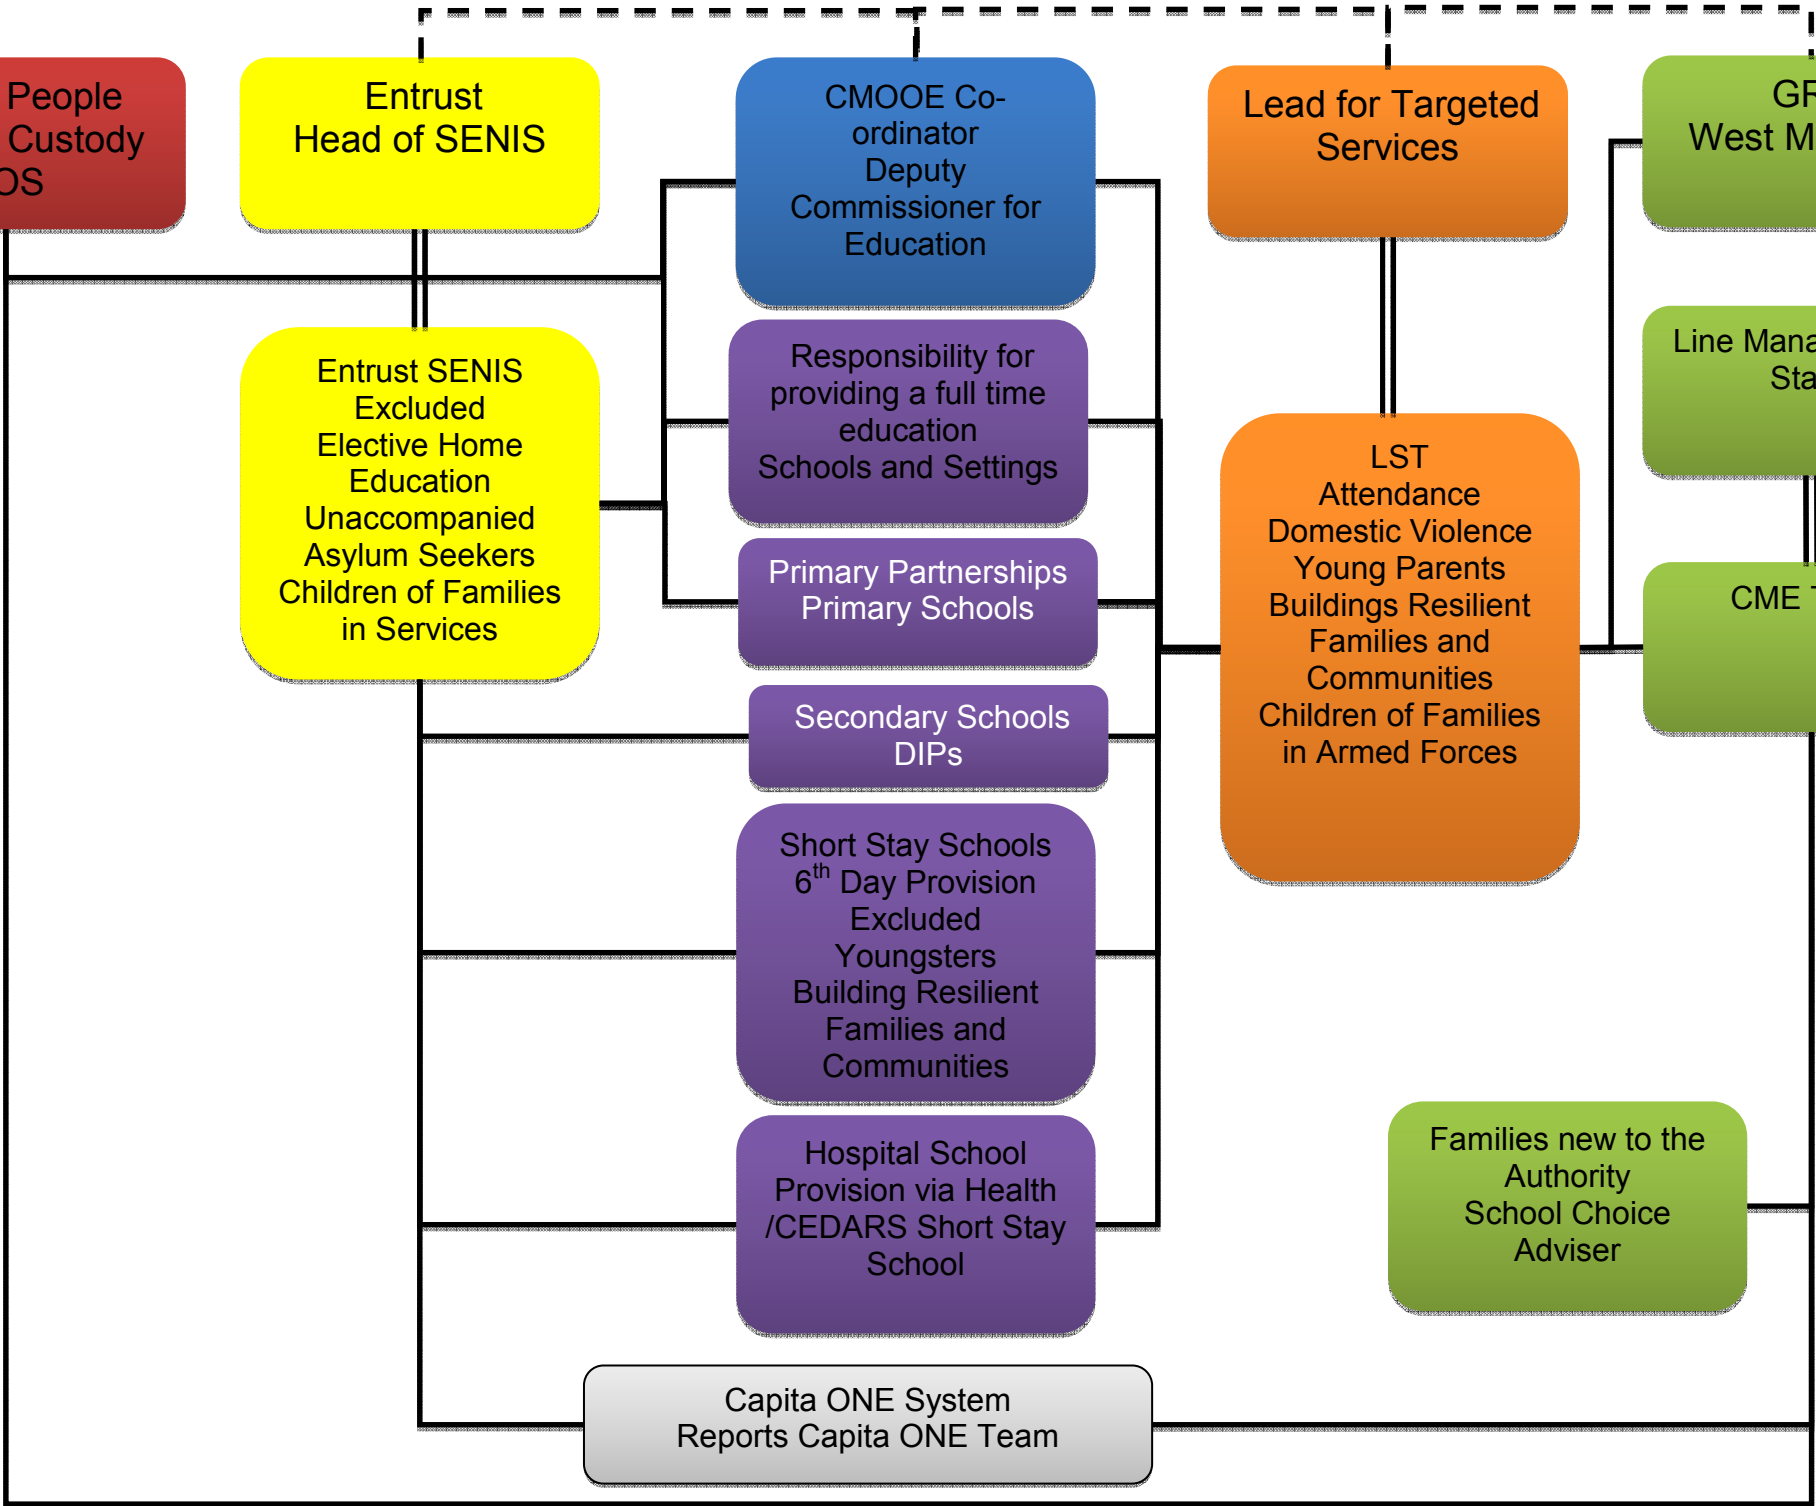 People
Custody
OS
Entrust
Head of SENIS
CMOOE Co-
ordinator
Deputy
Commissioner for
Education
Lead for Targeted
Services
West
Line
CME
Entrust SENIS
Excluded
Elective Home
Education
Unaccompanied
Asylum Seekers
Children of Families
in Services
Responsibility for
providing a full time
education
Schools and Settings
Primary Partnerships
Primary Schools
Secondary Schools
DIPs
Short Stay Schools
6th Day Provision
Excluded
Youngsters
Building Resilient
Families and
Communities
Hospital School
Provision via Health
/CEDARS Short Stay
School
LST
Attendance
Domestic Violence
Young Parents
Buildings Resilient
Families and
Communities
Children of Families
in Armed Forces
Families new to the
Authority
School Choice
Adviser
Capita ONE System
Reports Capita ONE Team